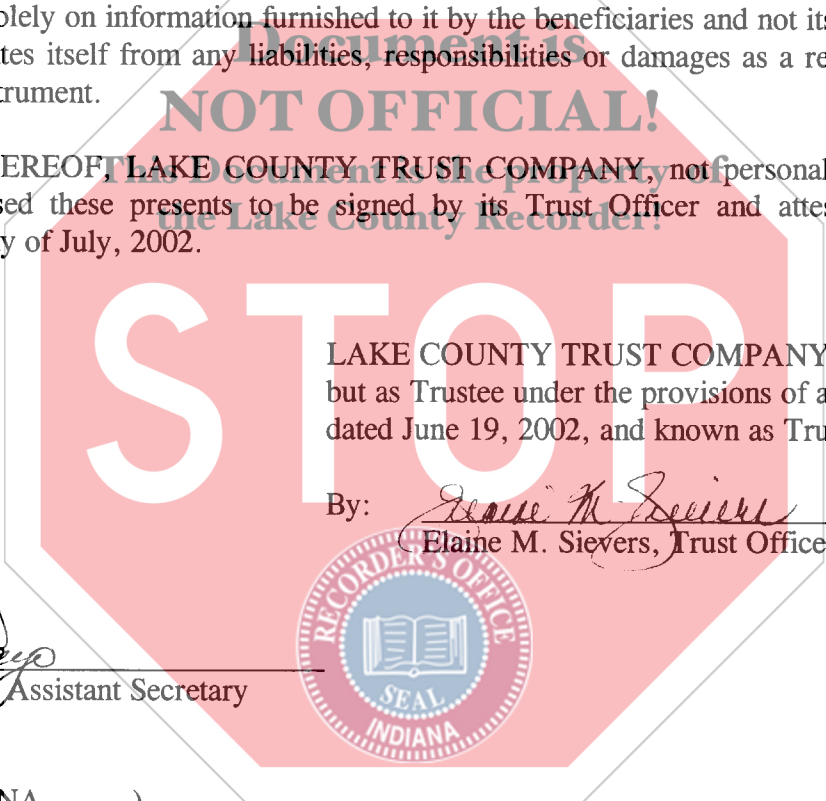 olely on information furnished to it by the beneficiaries and not its
Document is
tes itself from any liabilities, responsibilities or damages as a re
trument.
NOT OFFICIAL!
EREOF, LAKE COUNTY TRUST COMPANY, not personal
This Document is the property of
sed these presents to be signed by its Trust Officer and attes
the Lake County Recorder!
y of July, 2002.
STOP
LAKE COUNTY TRUST COMPANY
but as Trustee under the provisions of a
dated June 19, 2002, and known as Tru
By: Elaine M. Sievers
Elaine M. Sievers, Trust Office
RECORDER'S OFFICE
SEAL
INDIANA
Assistant Secretary
NA )